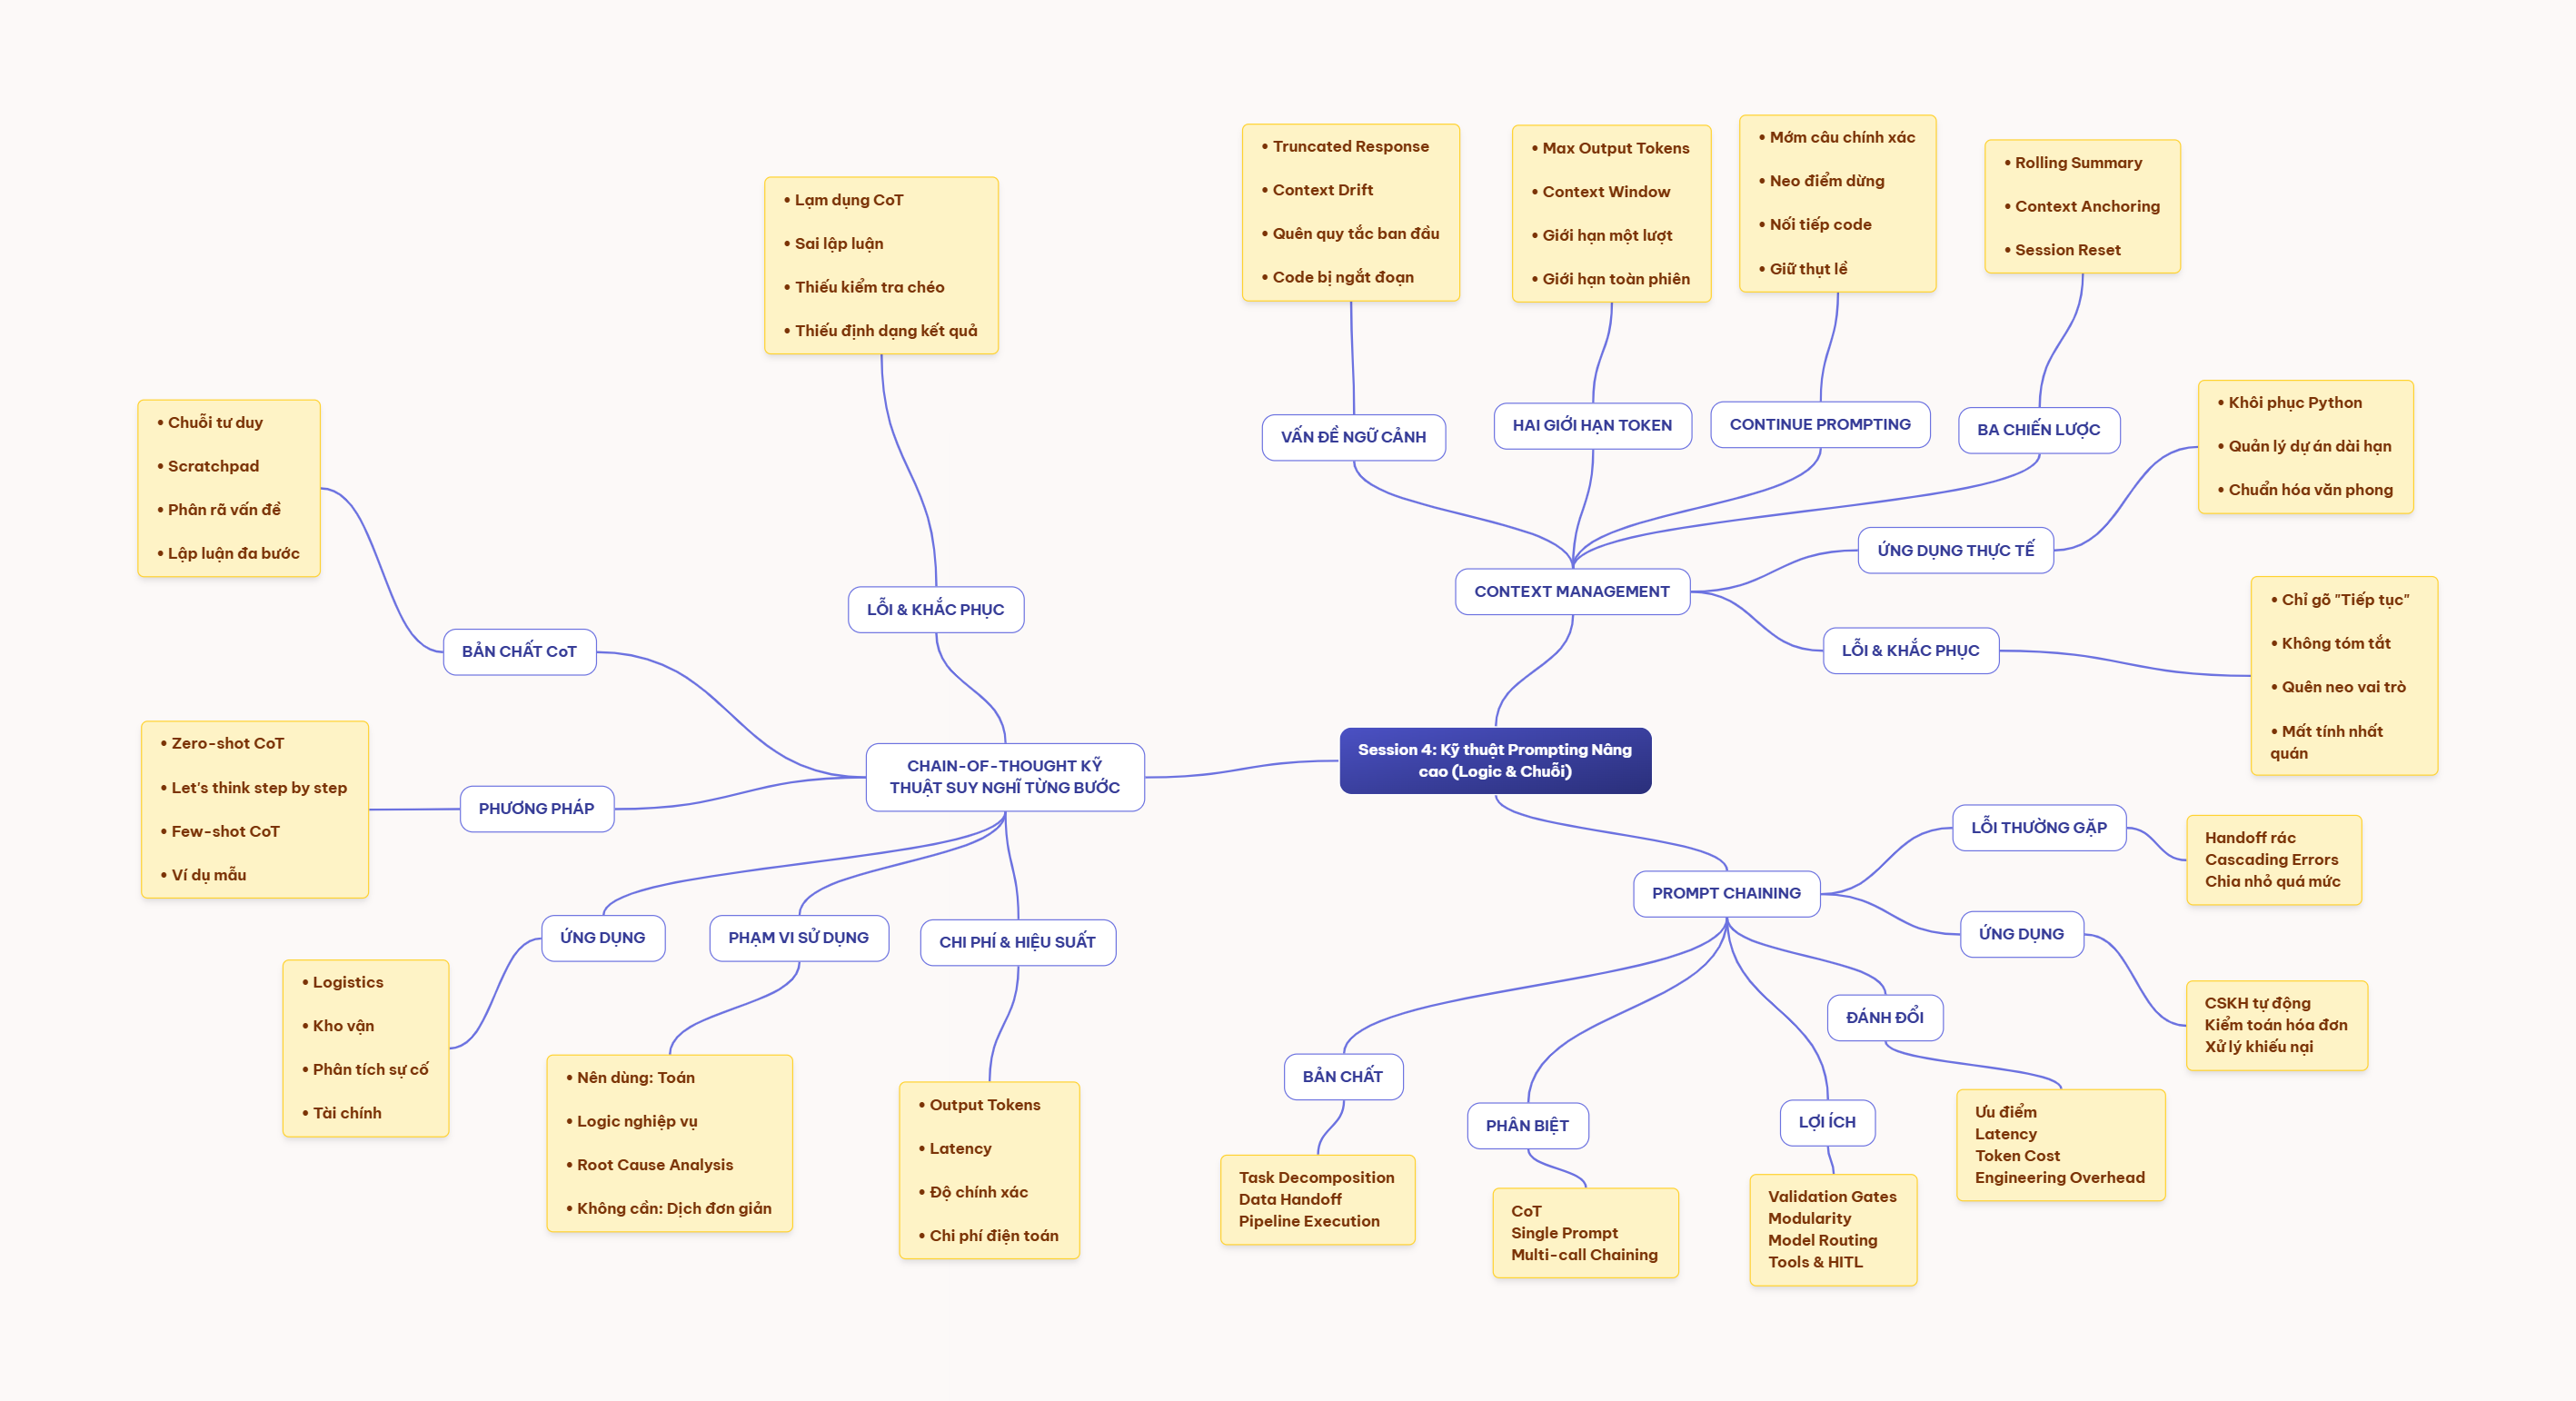 Session 4: Kỹ thuật Prompting Nâng
cao (Logic & Chuỗi)
CHAIN-OF-THOUGHT KỸ
THUẬT SUY NGHĨ TỪNG BƯỚC
LỖI & KHẮC PHỤC
• Lạm dụng CoT
• Sai lập luận
• Thiếu kiểm tra chéo
• Thiếu định dạng kết quả
BẢN CHẤT CoT
• Chuỗi tư duy
• Scratchpad
• Phân rã vấn đề
• Lập luận đa bước
PHƯƠNG PHÁP
• Zero-shot CoT
• Let's think step by step
• Few-shot CoT
• Ví dụ mẫu
ỨNG DỤNG
• Logistics
• Kho vận
• Phân tích sự cố
• Tài chính
PHẠM VI SỬ DỤNG
• Nên dùng: Toán
• Logic nghiệp vụ
• Root Cause Analysis
• Không cần: Dịch đơn giản
CHI PHÍ & HIỆU SUẤT
• Output Tokens
• Latency
• Độ chính xác
• Chi phí điện toán
CONTEXT MANAGEMENT
VẤN ĐỀ NGỮ CẢNH
• Truncated Response
• Context Drift
• Quên quy tắc ban đầu
• Code bị ngắt đoạn
HAI GIỚI HẠN TOKEN
• Max Output Tokens
• Context Window
• Giới hạn một lượt
• Giới hạn toàn phiên
CONTINUE PROMPTING
• Mớm câu chính xác
• Neo điểm dừng
• Nối tiếp code
• Giữ thụt lề
BA CHIẾN LƯỢC
• Rolling Summary
• Context Anchoring
• Session Reset
ỨNG DỤNG THỰC TẾ
• Khôi phục Python
• Quản lý dự án dài hạn
• Chuẩn hóa văn phong
LỖI & KHẮC PHỤC
• Chỉ gõ "Tiếp tục"
• Không tóm tắt
• Quên neo vai trò
• Mất tính nhất
quán
PROMPT CHAINING
LỖI THƯỜNG GẶP
Handoff rác
Cascading Errors
Chia nhỏ quá mức
ỨNG DỤNG
CSKH tự động
Kiểm toán hóa đơn
Xử lý khiếu nại
ĐÁNH ĐỔI
Ưu điểm
Latency
Token Cost
Engineering Overhead
LỢI ÍCH
Validation Gates
Modularity
Model Routing
Tools & HITL
PHÂN BIỆT
CoT
Single Prompt
Multi-call Chaining
BẢN CHẤT
Task Decomposition
Data Handoff
Pipeline Execution